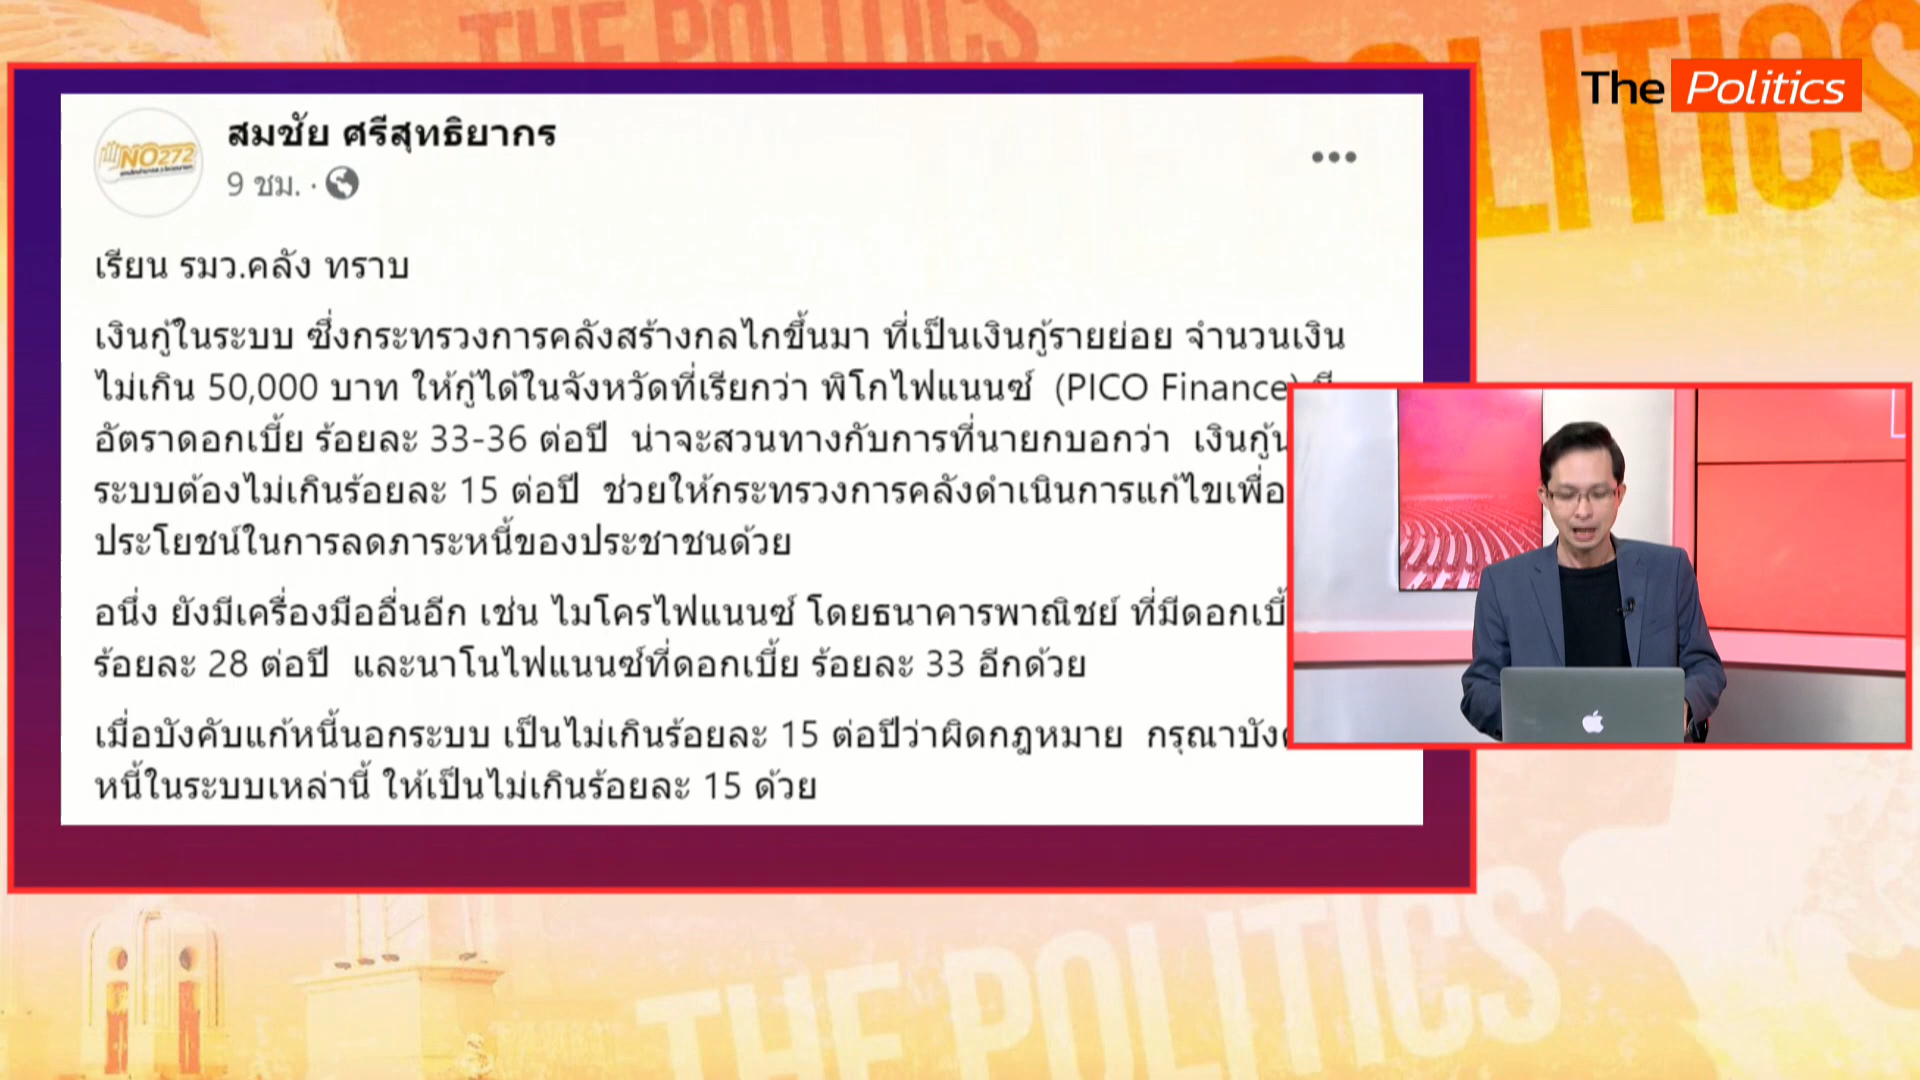 THE POLITICS
POLITICS
The Politics
NO272
สมชัย ศรีสุทธิยากร
9 ชม. ·
เรียน รมว.คลัง ทราบ
เงินกู้ในระบบ ซึ่งกระทรวงการคลังสร้างกลไกขึ้นมา ที่เป็นเงินกู้รายย่อย จำนวนเงิน
ไม่เกิน 50,000 บาท ให้กู้ได้ในจังหวัดที่เรียกว่า พิโกไฟแนนซ์ (PICO Finance)
อัตราดอกเบี้ย ร้อยละ 33-36 ต่อปี น่าจะสวนทางกับการที่นายกบอกว่า เงินกู้
ระบบต้องไม่เกินร้อยละ 15 ต่อปี ช่วยให้กระทรวงการคลังดำเนินการแก้ไขเพื่อ
ประโยชน์ในการลดภาระหนี้ของประชาชนด้วย
อนึ่ง ยังมีเครื่องมืออื่นอีก เช่น ไมโครไฟแนนซ์ โดยธนาคารพาณิชย์ ที่มีดอกเบี้
ร้อยละ 28 ต่อปี และนาโนไฟแนนซ์ที่ดอกเบี้ย ร้อยละ 33 อีกด้วย
เมื่อบังคับแก้หนี้นอกระบบ เป็นไม่เกินร้อยละ 15 ต่อปีว่าผิดกฎหมาย กรุณาบัง
หนี้ในระบบเหล่านี้ ให้เป็นไม่เกินร้อยละ 15 ด้วย
THE POLITICS